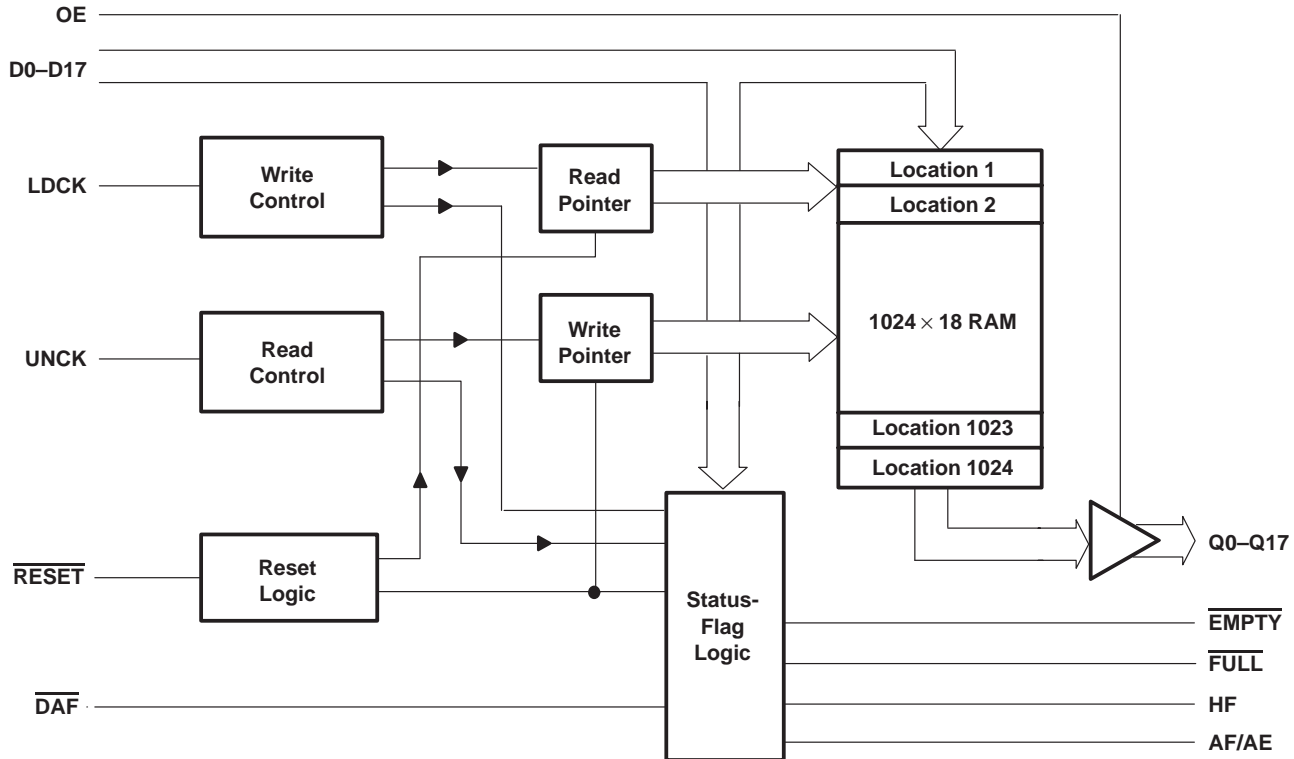 OE
D0–D17
LDCK
Write
Control
Read
Pointer
Location 1
Location 2
1024 × 18 RAM
UNCK
Read
Control
Write
Pointer
Location 1023
Location 1024
RESET
Reset
Logic
Status-
Flag
Logic
Q0–Q17
EMPTY
FULL
DAF
HF
AF/AE